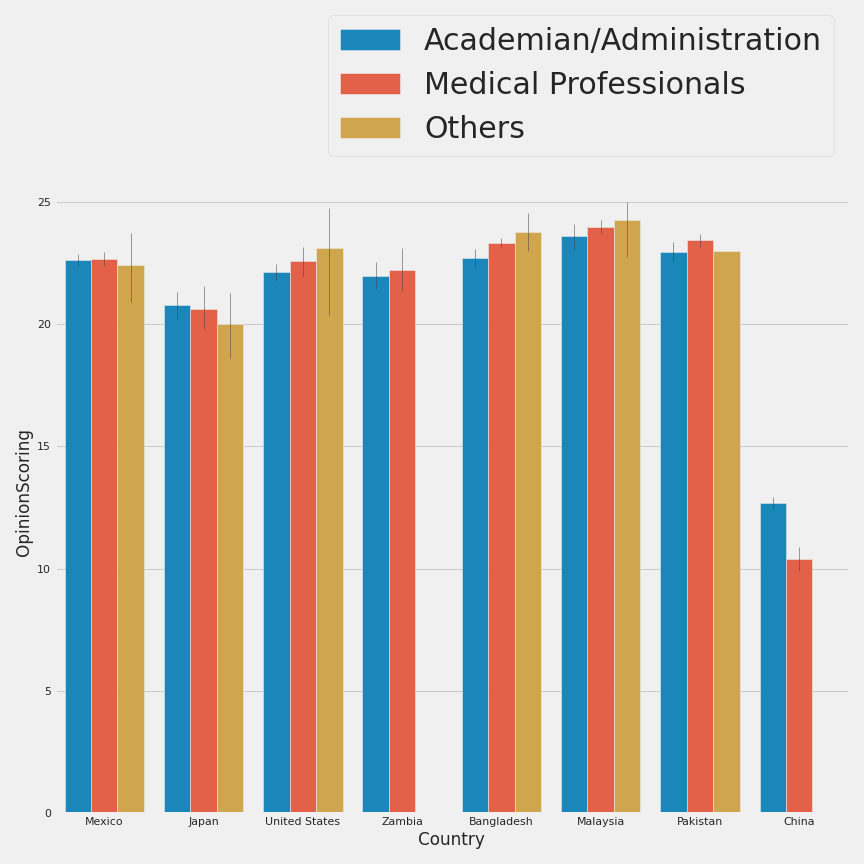 Academian/Administration
Medical Professionals
Others
25
20
15
10
5
0
OpinionScoring
Mexico Japan United States Zambia Bangladesh Malaysia Pakistan China
Country